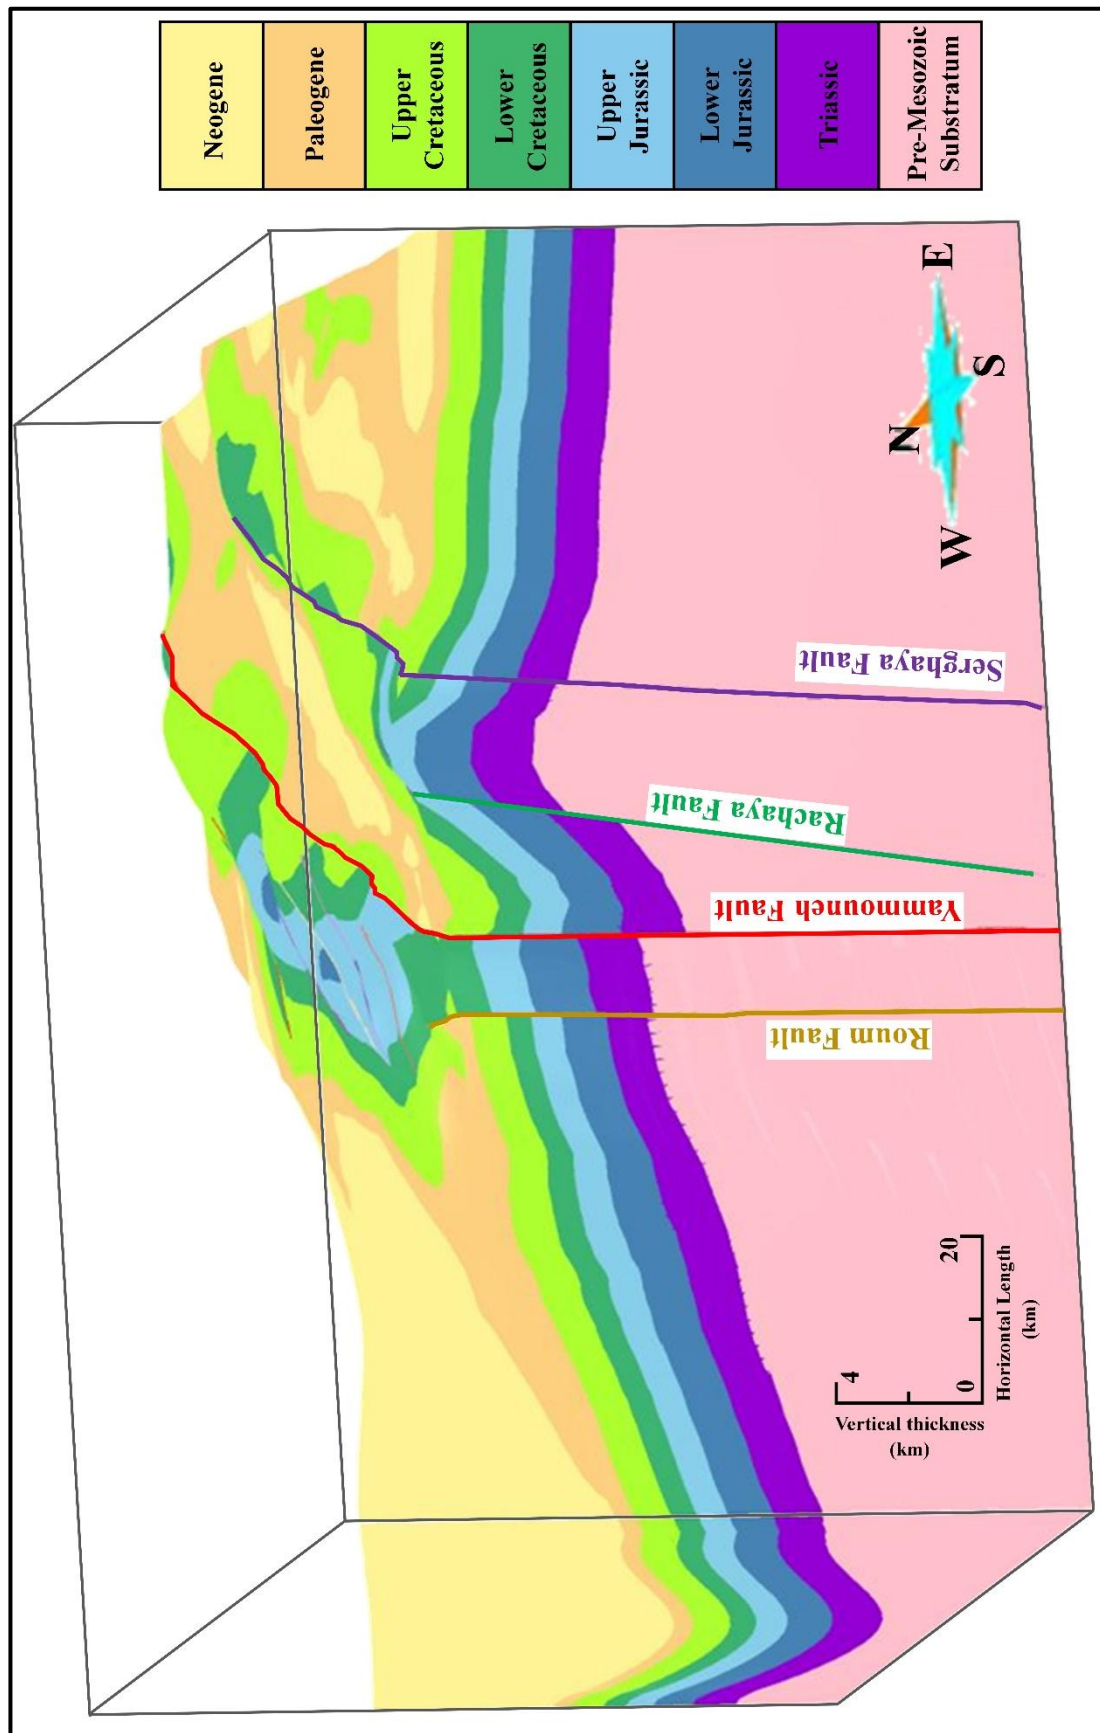 Neogene
Paleogene
Upper
Cretaceous
Lower
Cretaceous
Upper
Jurassic
Lower
Jurassic
Triassic
Pre-Mesozoic
Substratum
N
E
S
W
Serghaya Fault
Rachaya Fault
Yammouneh Fault
Roum Fault
4
0
20
Vertical thickness
(km)
Horizontal Length
(km)